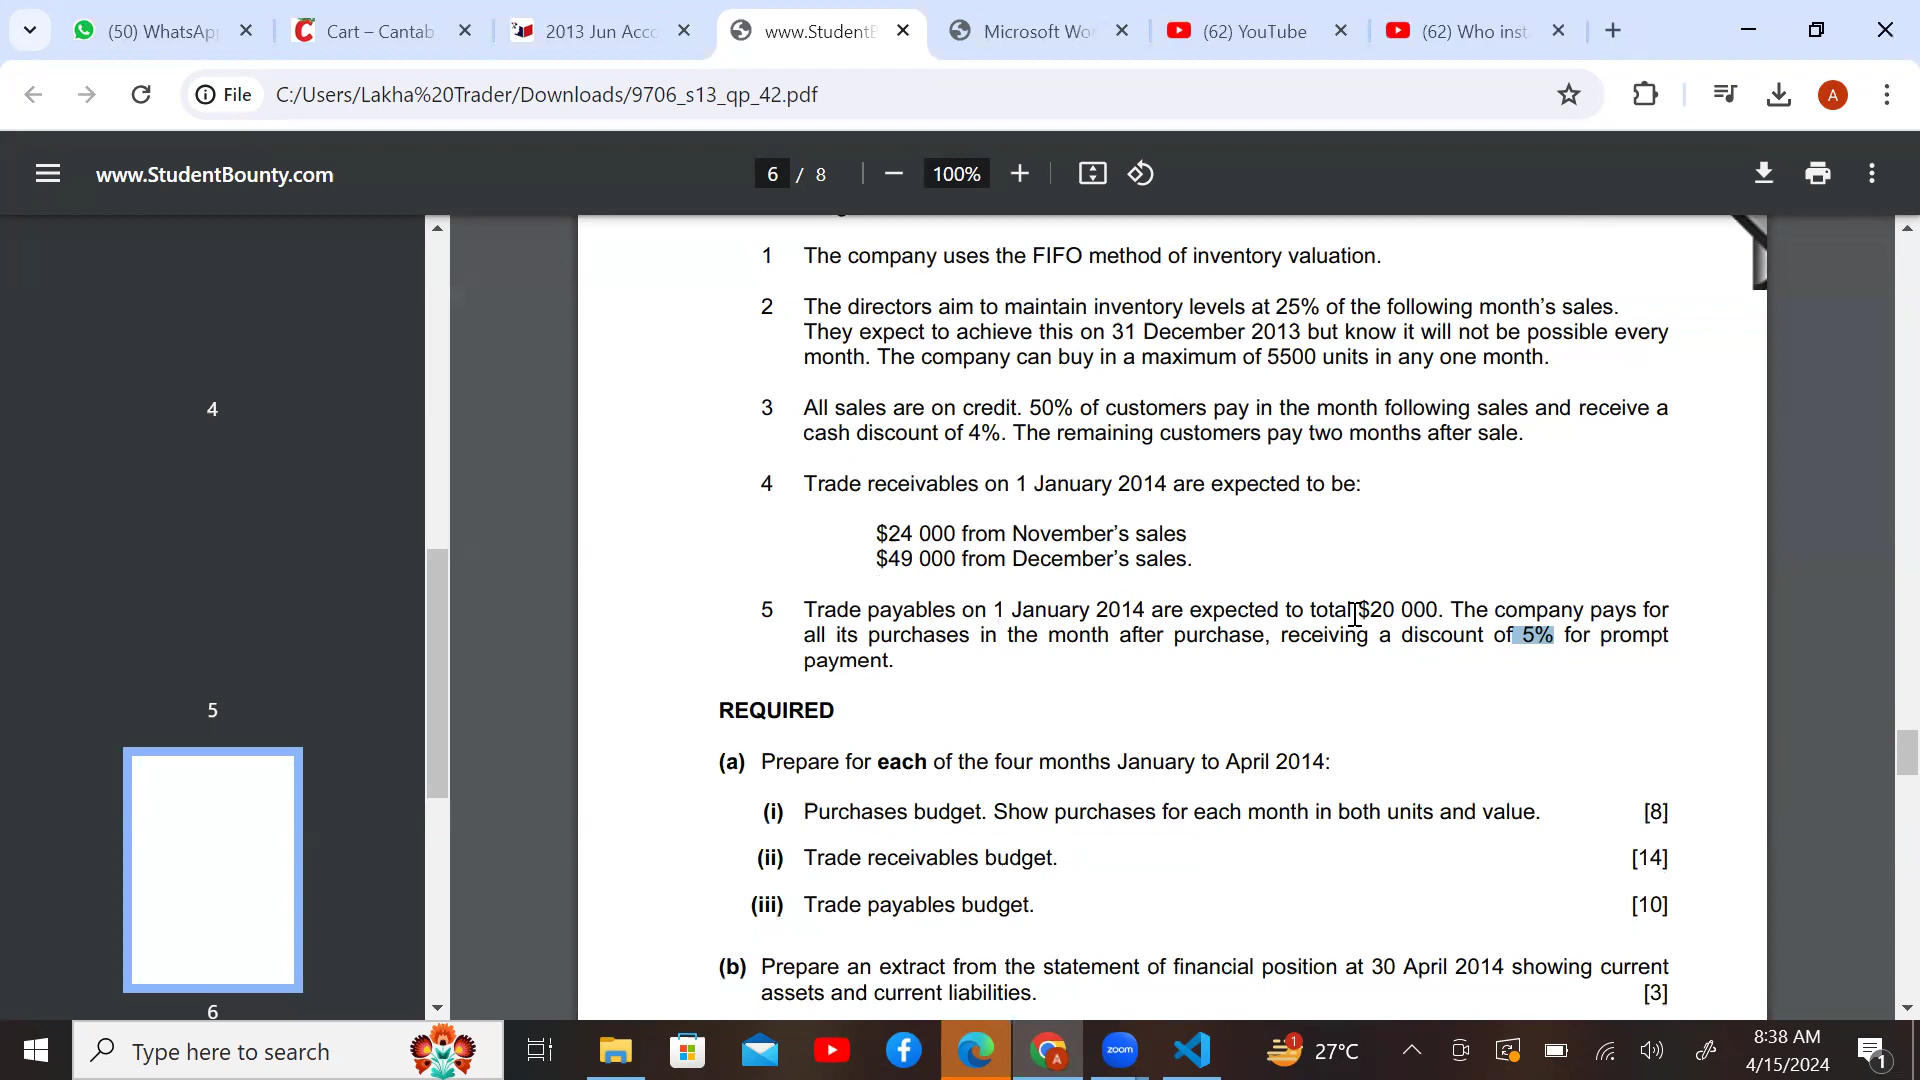 (50) WhatsApp
Cart – Cantab
2013 Jun Acco
www.StudentB
Microsoft Wo
(62) YouTube
(62) Who inst
File
C:/Users/Lakha%20Trader/Downloads/9706_s13_qp_42.pdf
A
www.StudentBounty.com
6 / 8
100%
1 The company uses the FIFO method of inventory valuation.
2 The directors aim to maintain inventory levels at 25% of the following month's sales.
They expect to achieve this on 31 December 2013 but know it will not be possible every
month. The company can buy in a maximum of 5500 units in any one month.
3 All sales are on credit. 50% of customers pay in the month following sales and receive a
cash discount of 4%. The remaining customers pay two months after sale.
4 Trade receivables on 1 January 2014 are expected to be:
$24 000 from November's sales
$49 000 from December's sales.
5 Trade payables on 1 January 2014 are expected to total $20 000. The company pays for
all its purchases in the month after purchase, receiving a discount of 5% for prompt
payment.
REQUIRED
(a) Prepare for each of the four months January to April 2014:
(i) Purchases budget. Show purchases for each month in both units and value. [8]
(ii) Trade receivables budget. [14]
(iii) Trade payables budget. [10]
(b) Prepare an extract from the statement of financial position at 30 April 2014 showing current
assets and current liabilities. [3]
4
5
6
Type here to search
A
zoom
1
27°C
8:38 AM
4/15/2024
1